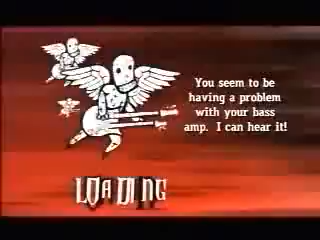 You seem to be
having a problem
with your bass
amp. I can hear it!
LOADING